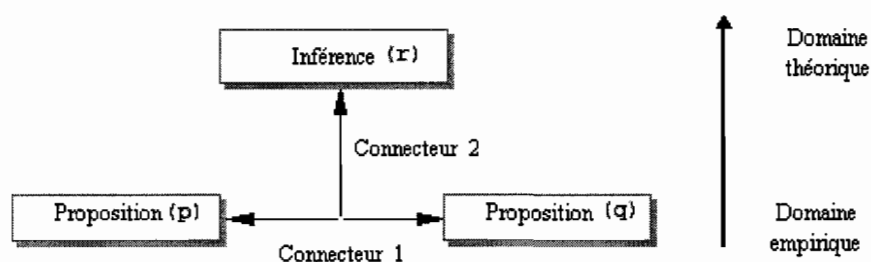 Inférence (r)
Domaine
théorique
Connecteur 2
Proposition (p)
Proposition (q)
Connecteur 1
Domaine
empirique